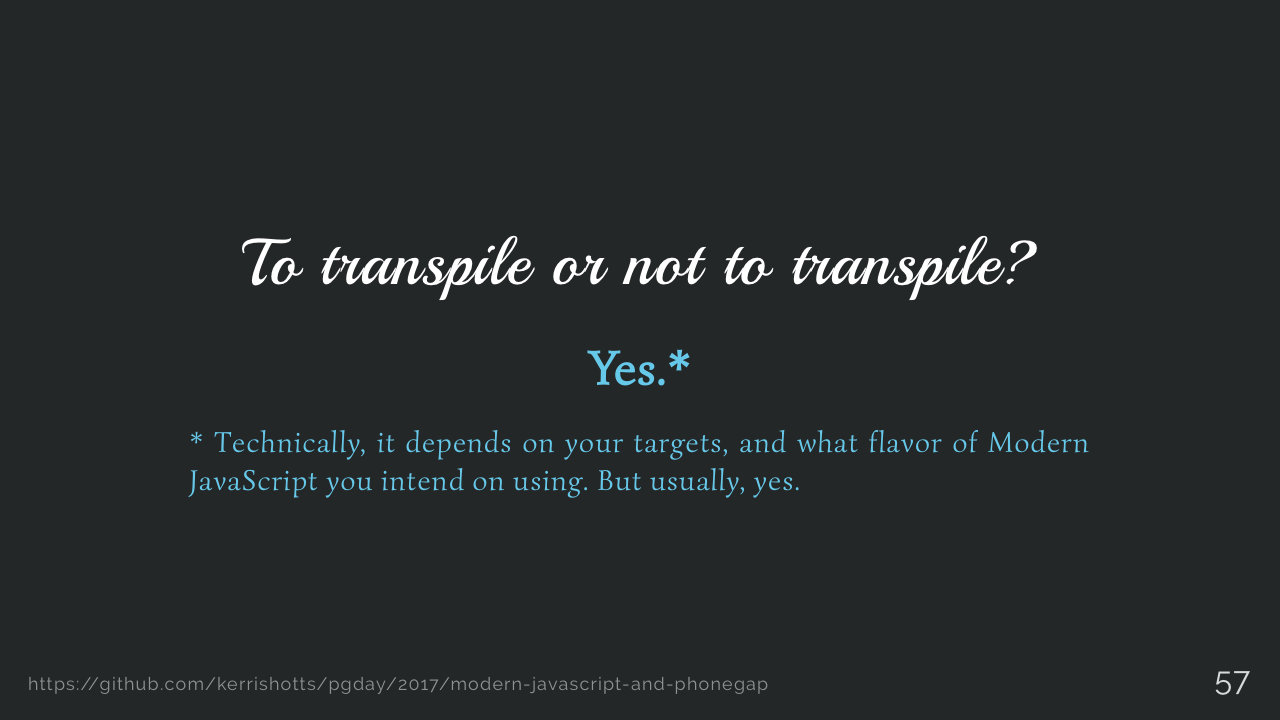 To transpile or not to transpile?
Yes.*
* Technically, it depends on your targets, and what flavor of Modern
JavaScript you intend on using. But usually, yes.
https://github.com/kerrishotts/pgday/2017/modern-javascript-and-phonegap
57